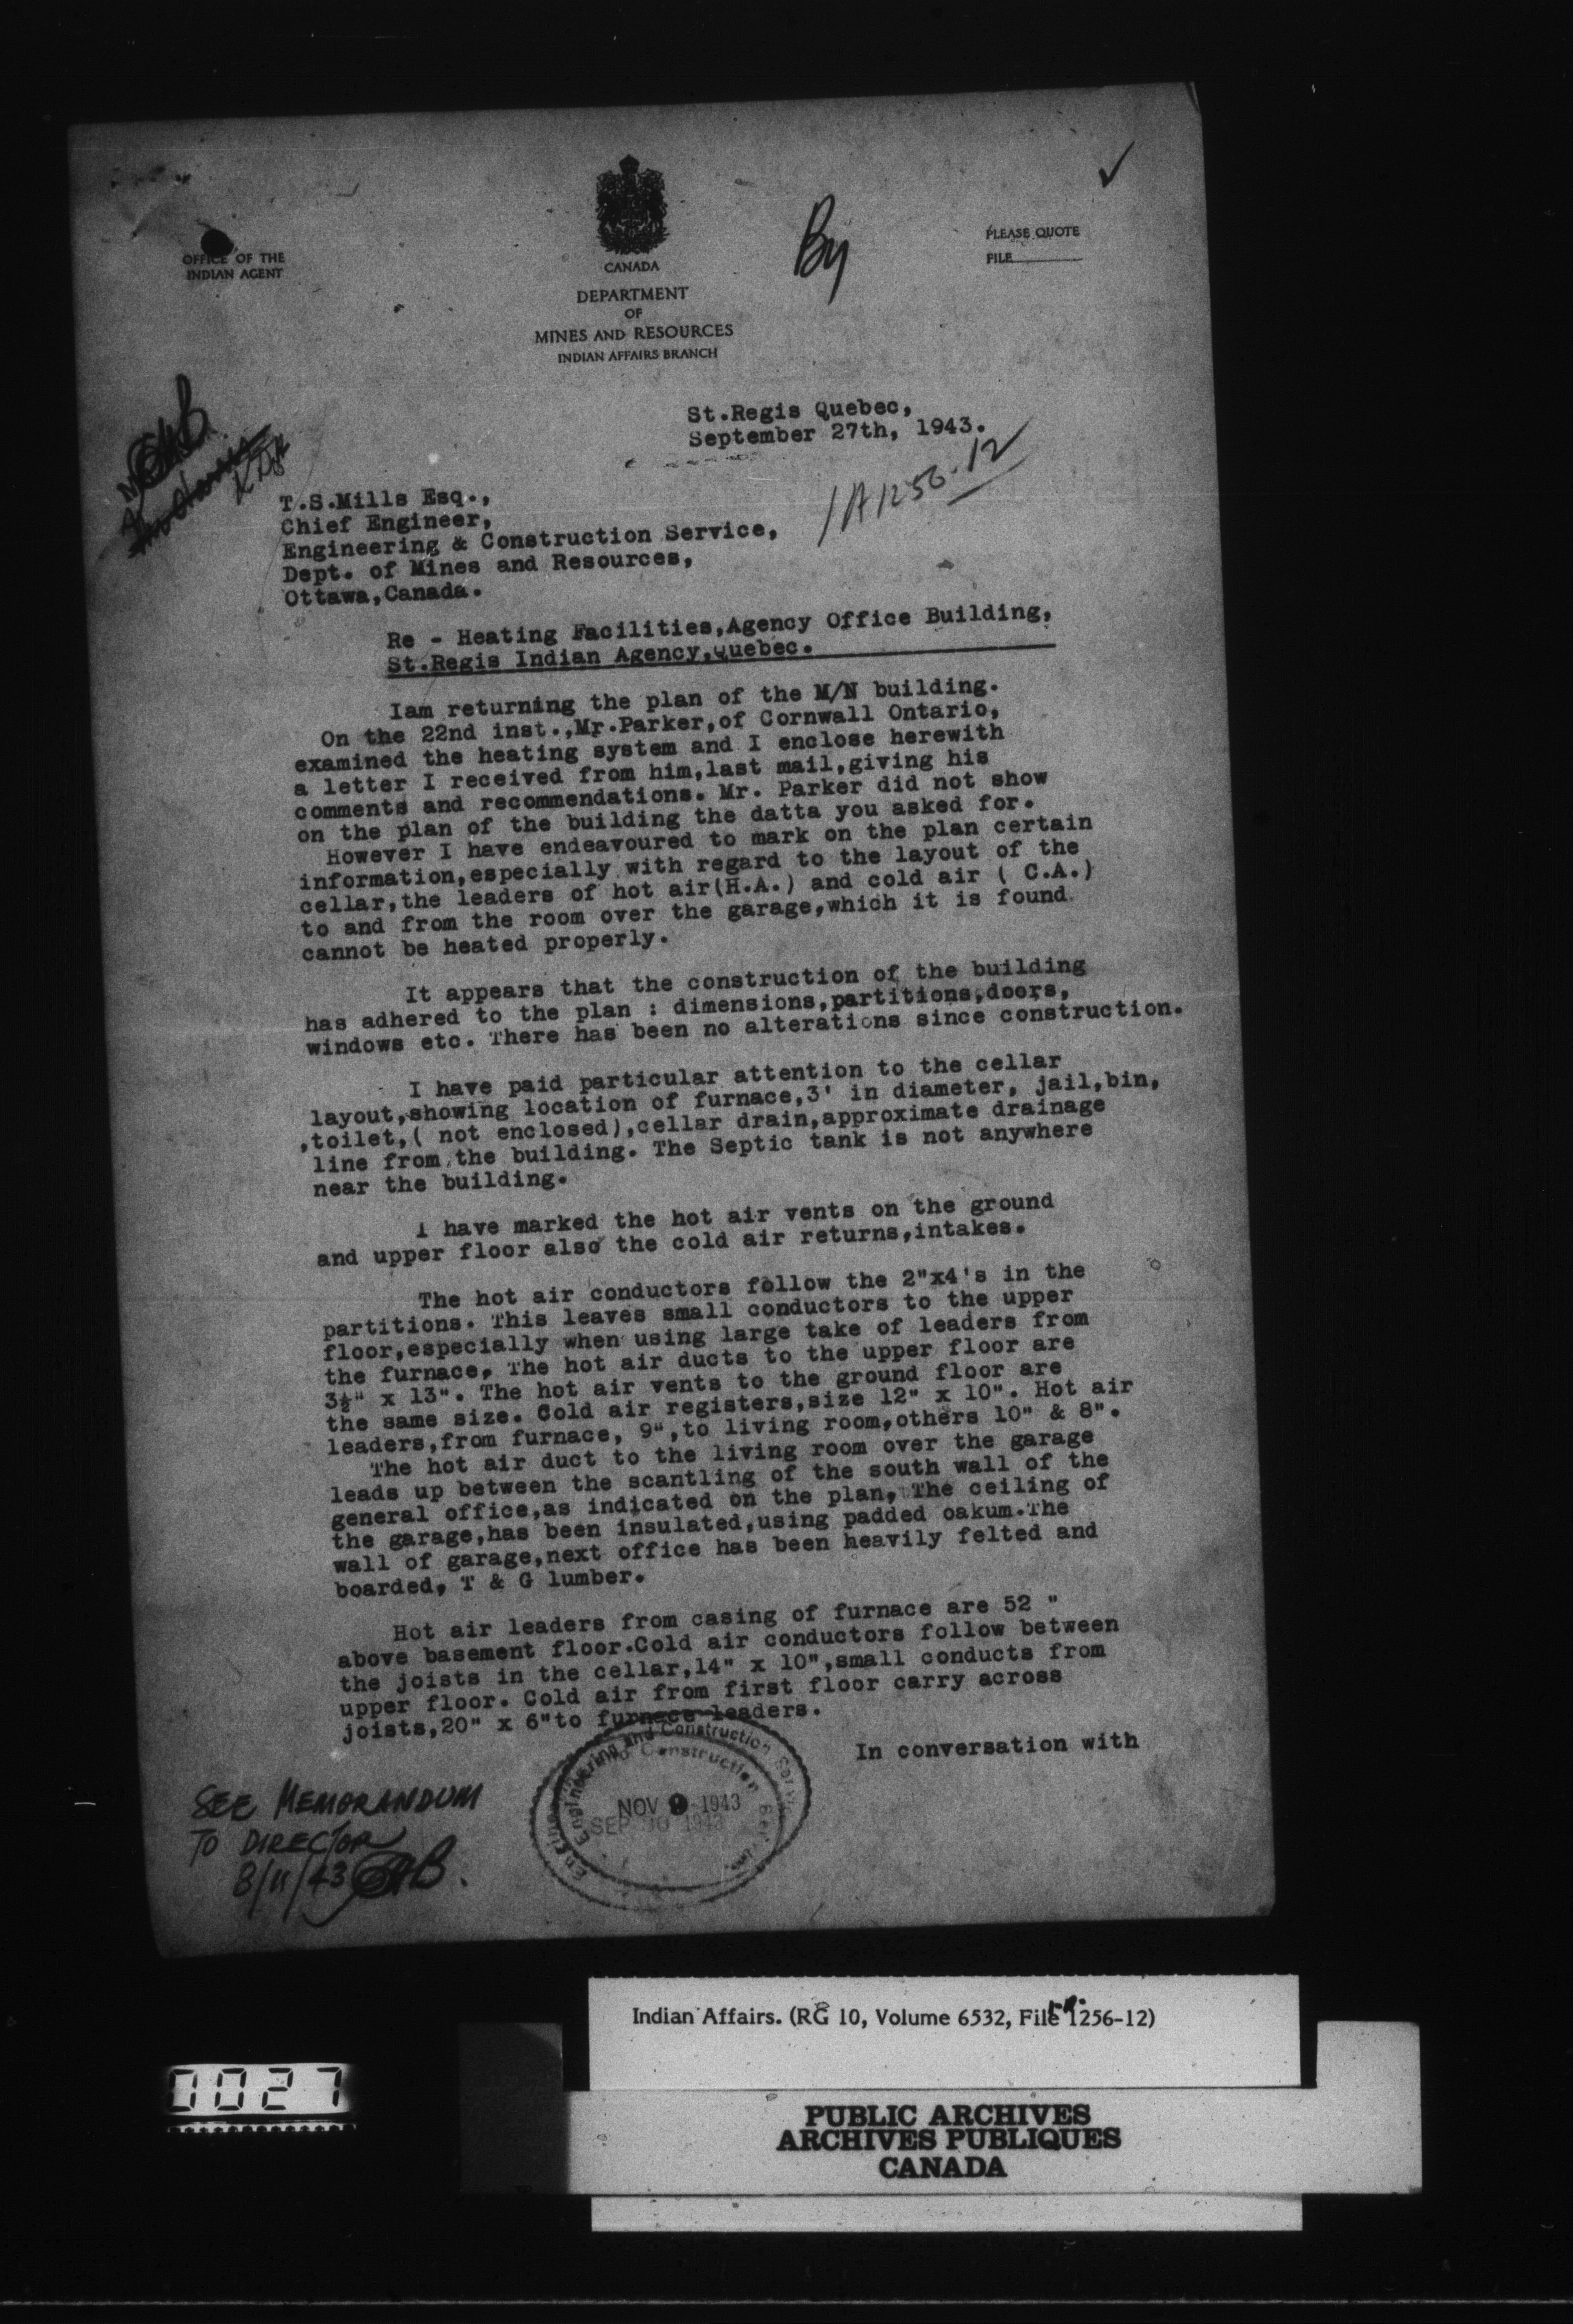 OFFICE OF THE
INDIAN AGENT
CANADA
DEPARTMENT
OF
MINES AND RESOURCES
INDIAN AFFAIRS BRANCH
By
PLEASE QUOTE
FILE
St.Regis Quebec,
September 27th, 1943.
IA1256-12
T.S.Mills Esq.,
Chief Engineer,
Engineering & Construction Service,
Dept. of Mines and Resources,
Ottawa,Canada.
Re - Heating Facilities,Agency Office Building,
St.Regis Indian Agency,Quebec.
Iam returning the plan of the M/N building.
On the 22nd inst.,Mr.Parker,of Cornwall Ontario,
examined the heating system and I enclose herewith
a letter I received from him,last mail,giving his
comments and recommendations. Mr. Parker did not show
on the plan of the building the datta you asked for.
However I have endeavoured to mark on the plan certain
information,especially with regard to the layout of the
cellar,the leaders of hot air(H.A.) and cold air ( C.A.)
to and from the room over the garage,which it is found
cannot be heated properly.
It appears that the construction of the building
has adhered to the plan : dimensions,partitions,doors,
windows etc. There has been no alterations since construction.
I have paid particular attention to the cellar
layout,showing location of furnace,3' in diameter, jail,bin,
,toilet,( not enclosed),cellar drain,approximate drainage
line from the building. The Septic tank is not anywhere
near the building.
I have marked the hot air vents on the ground
and upper floor also the cold air returns,intakes.
The hot air conductors follow the 2"x4's in the
partitions. This leaves small conductors to the upper
floor,especially when using large take of leaders from
the furnace, The hot air ducts to the upper floor are
3½" x 13". The hot air vents to the ground floor are
the same size. Cold air registers,size 12" x 10". Hot air
leaders,from furnace, 9",to living room,others 10" & 8".
The hot air duct to the living room over the garage
leads up between the scantling of the south wall of the
general office,as indicated on the plan, The ceiling of
the garage,has been insulated,using padded oakum.The
wall of garage,next office has been heavily felted and
boarded, T & G lumber.
Hot air leaders from casing of furnace are 52 "
above basement floor.Cold air conductors follow between
the joists in the cellar,14" x 10",small conducts from
upper floor. Cold air from first floor carry across
joists,20" x 6"to furnace leaders.
In conversation with
Engineering and Construction Service
NOV 9 - 1943
SEP 30 1943
SEE MEMORANDUM
TO DIRECTOR
8/11/43
Indian Affairs. (RG 10, Volume 6532, File 1256-12)
0027
PUBLIC ARCHIVES
ARCHIVES PUBLIQUES
CANADA